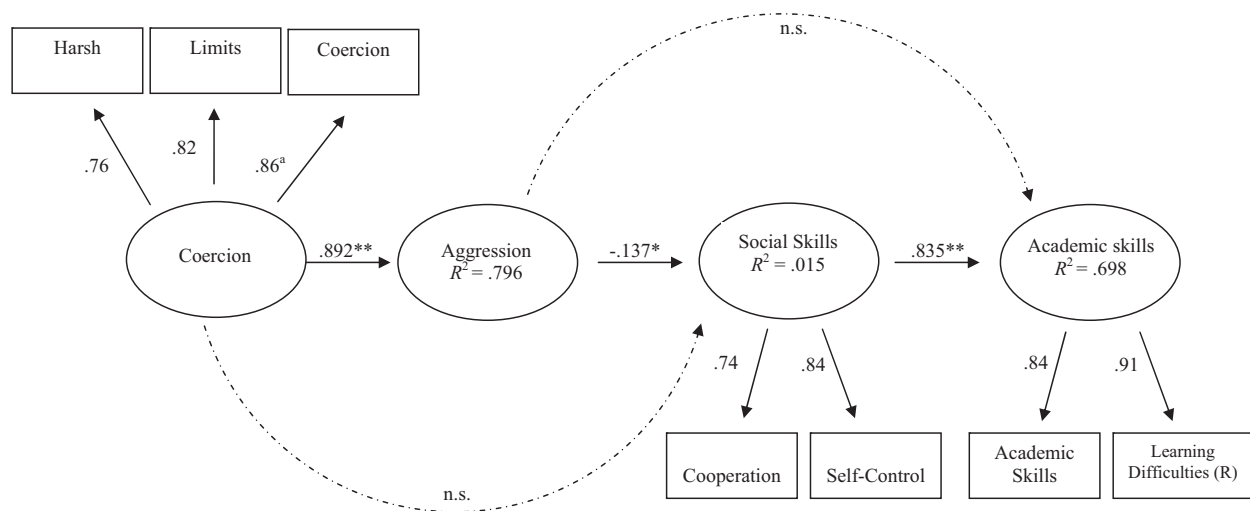 n.s.
Harsh
Limits
Coercion
.76
.82
.86ᵃ
Coercion
.892**
Aggression
R² = .796
-.137*
Social Skills
R² = .015
.835**
Academic skills
R² = .698
.74
.84
.84
.91
Cooperation
Self-Control
Academic
Skills
Learning
Difficulties (R)
n.s.